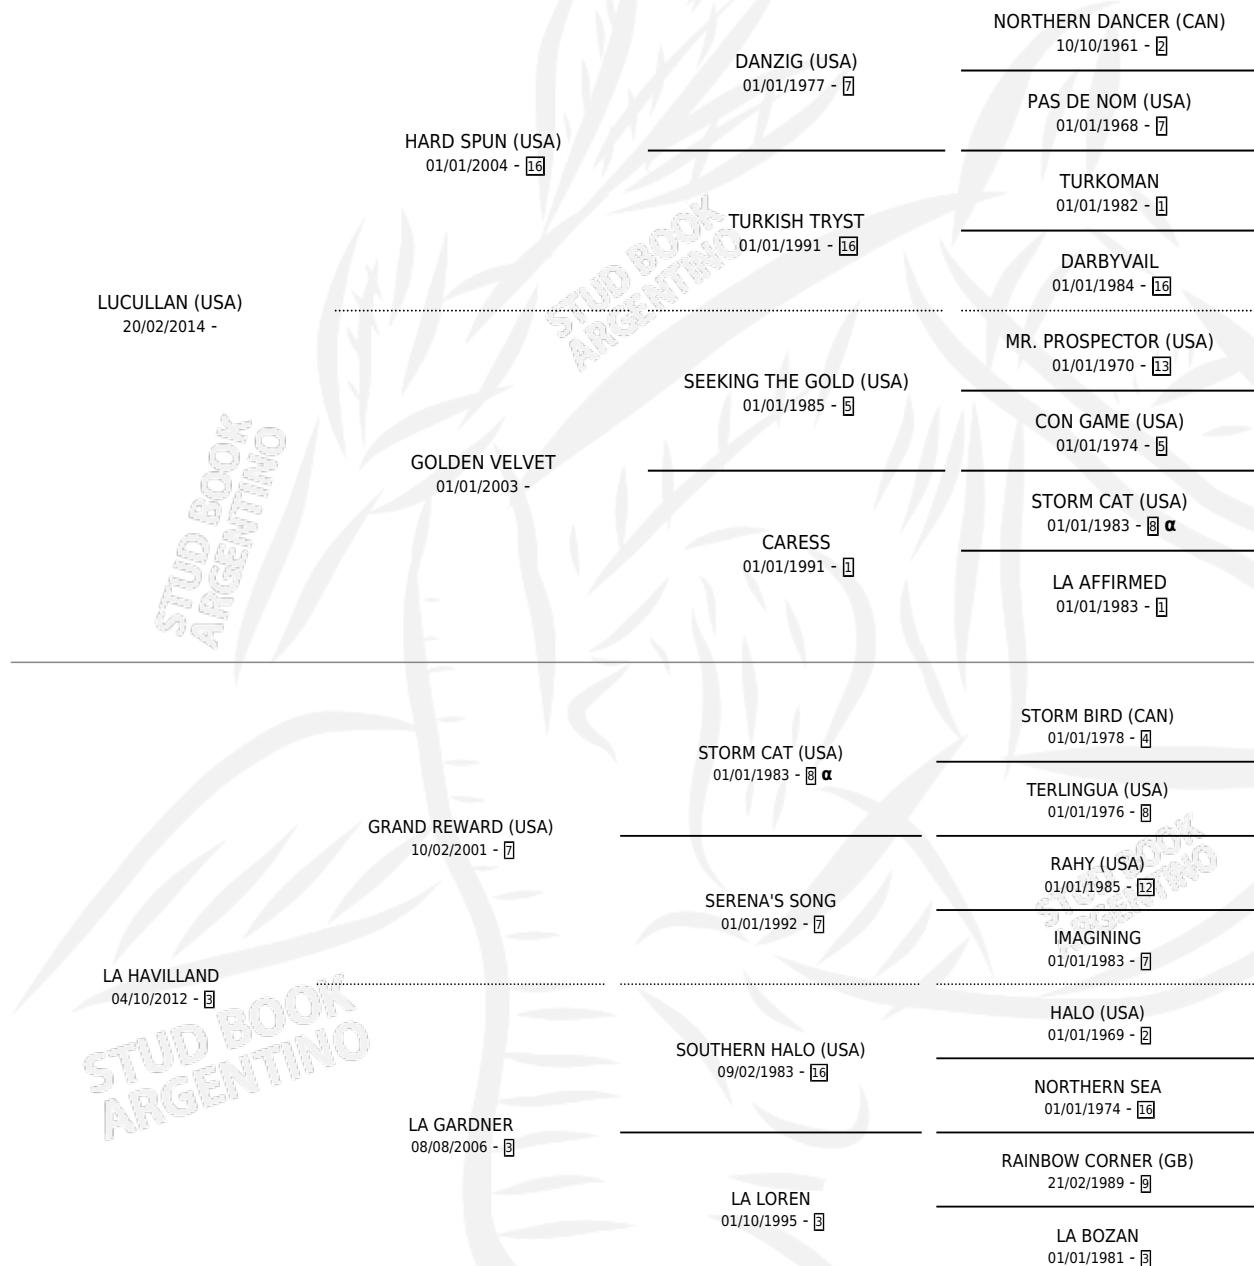 NORTHERN DANCER (CAN)
10/10/1961 - 2
DANZIG (USA)
01/01/1977 - 7
PAS DE NOM (USA)
01/01/1968 - 7
HARD SPUN (USA)
01/01/2004 - 16
TURKOMAN
01/01/1982 - 1
TURKISH TRYST
01/01/1991 - 16
DARBYVAIL
01/01/1984 - 16
LUCULLAN (USA)
20/02/2014 -
MR. PROSPECTOR (USA)
01/01/1970 - 13
SEEKING THE GOLD (USA)
01/01/1985 - 5
CON GAME (USA)
01/01/1974 - 5
GOLDEN VELVET
01/01/2003 -
STORM CAT (USA)
01/01/1983 - 8 α
CARESS
01/01/1991 - 1
LA AFFIRMED
01/01/1983 - 1
STORM BIRD (CAN)
01/01/1978 - 4
STORM CAT (USA)
01/01/1983 - 8 α
TERLINGUA (USA)
01/01/1976 - 8
GRAND REWARD (USA)
10/02/2001 - 7
RAHY (USA)
01/01/1985 - 12
SERENA'S SONG
01/01/1992 - 7
IMAGINING
01/01/1983 - 7
LA HAVILLAND
04/10/2012 - 3
HALO (USA)
01/01/1969 - 2
SOUTHERN HALO (USA)
09/02/1983 - 16
NORTHERN SEA
01/01/1974 - 16
LA GARDNER
08/08/2006 - 3
RAINBOW CORNER (GB)
21/02/1989 - 9
LA LOREN
01/10/1995 - 3
LA BOZAN
01/01/1981 - 3
STUD BOOK
ARGENTINO
STUD BOOK
ARGENTINO
STUD BOOK
ARGENTINO
STUD BOOK
ARGENTINO